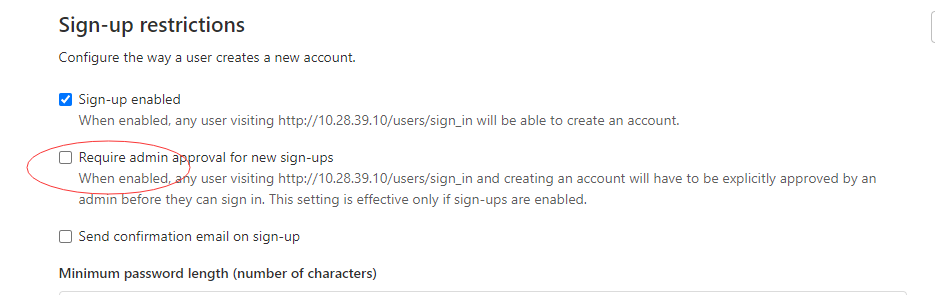 Sign-up restrictions
Configure the way a user creates a new account.
Sign-up enabled
When enabled, any user visiting http://10.28.39.10/users/sign_in will be able to create an account.
Require admin approval for new sign-ups
When enabled, any user visiting http://10.28.39.10/users/sign_in and creating an account will have to be explicitly approved by an
admin before they can sign in. This setting is effective only if sign-ups are enabled.
Send confirmation email on sign-up
Minimum password length (number of characters)